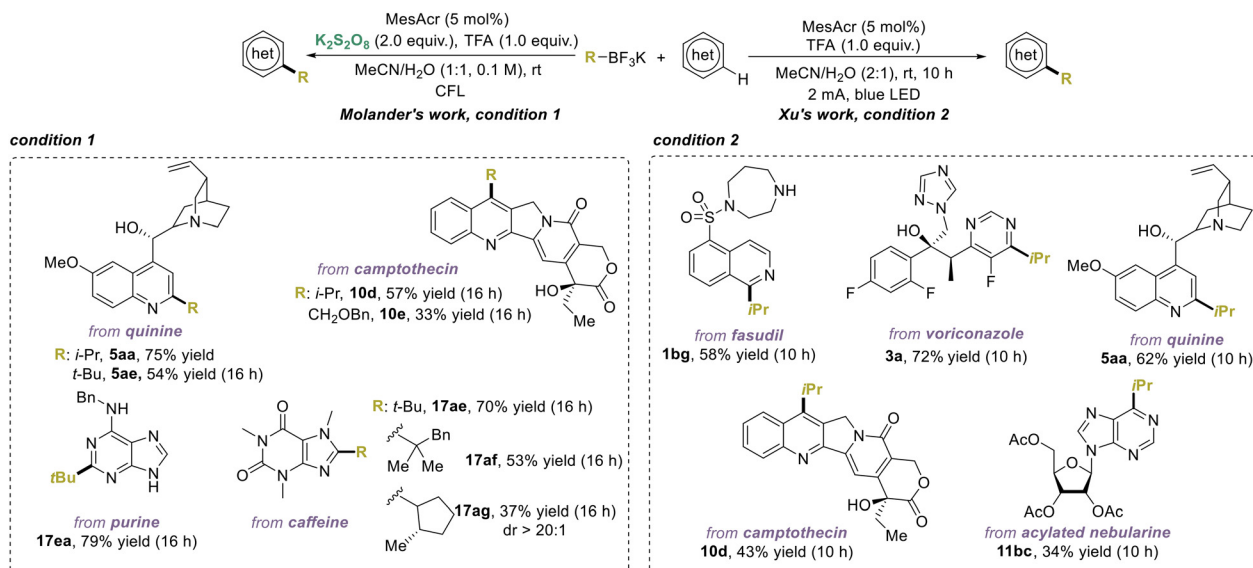 MesAcr (5 mol%)
K2S2O8 (2.0 equiv.), TFA (1.0 equiv.)
MeCN/H2O (1:1, 0.1 M), rt
CFL
Molander's work, condition 1
het
R
R—BF3K + het
H
MesAcr (5 mol%)
TFA (1.0 equiv.)
MeCN/H2O (2:1), rt, 10 h
2 mA, blue LED
Xu's work, condition 2
het
R
condition 1
HO
N
MeO
N
R
from quinine
R: i-Pr, 5aa, 75% yield
t-Bu, 5ae, 54% yield (16 h)
R
N
O
N
O
HO
O
Et
from camptothecin
R: i-Pr, 10d, 57% yield (16 h)
CH2OBn, 10e, 33% yield (16 h)
Me
Bn
NH
N
N
tBu
N
N
H
from purine
17ea, 79% yield (16 h)
O
N
N
R
O
N
N
from caffeine
R: t-Bu, 17ae, 70% yield (16 h)
Bn
Me
Me
17af, 53% yield (16 h)
Me
17ag, 37% yield (16 h)
dr > 20:1
condition 2
NH
N
O
S
O
N
iPr
from fasudil
1bg, 58% yield (10 h)
N
N
N
HO
N
N
iPr
F
F
F
from voriconazole
3a, 72% yield (10 h)
HO
N
MeO
N
iPr
from quinine
5aa, 62% yield (10 h)
iPr
N
O
N
O
HO
O
Me
from camptothecin
10d, 43% yield (10 h)
iPr
N
N
N
N
AcO
O
AcO
OAc
from acylated nebularine
11bc, 34% yield (10 h)